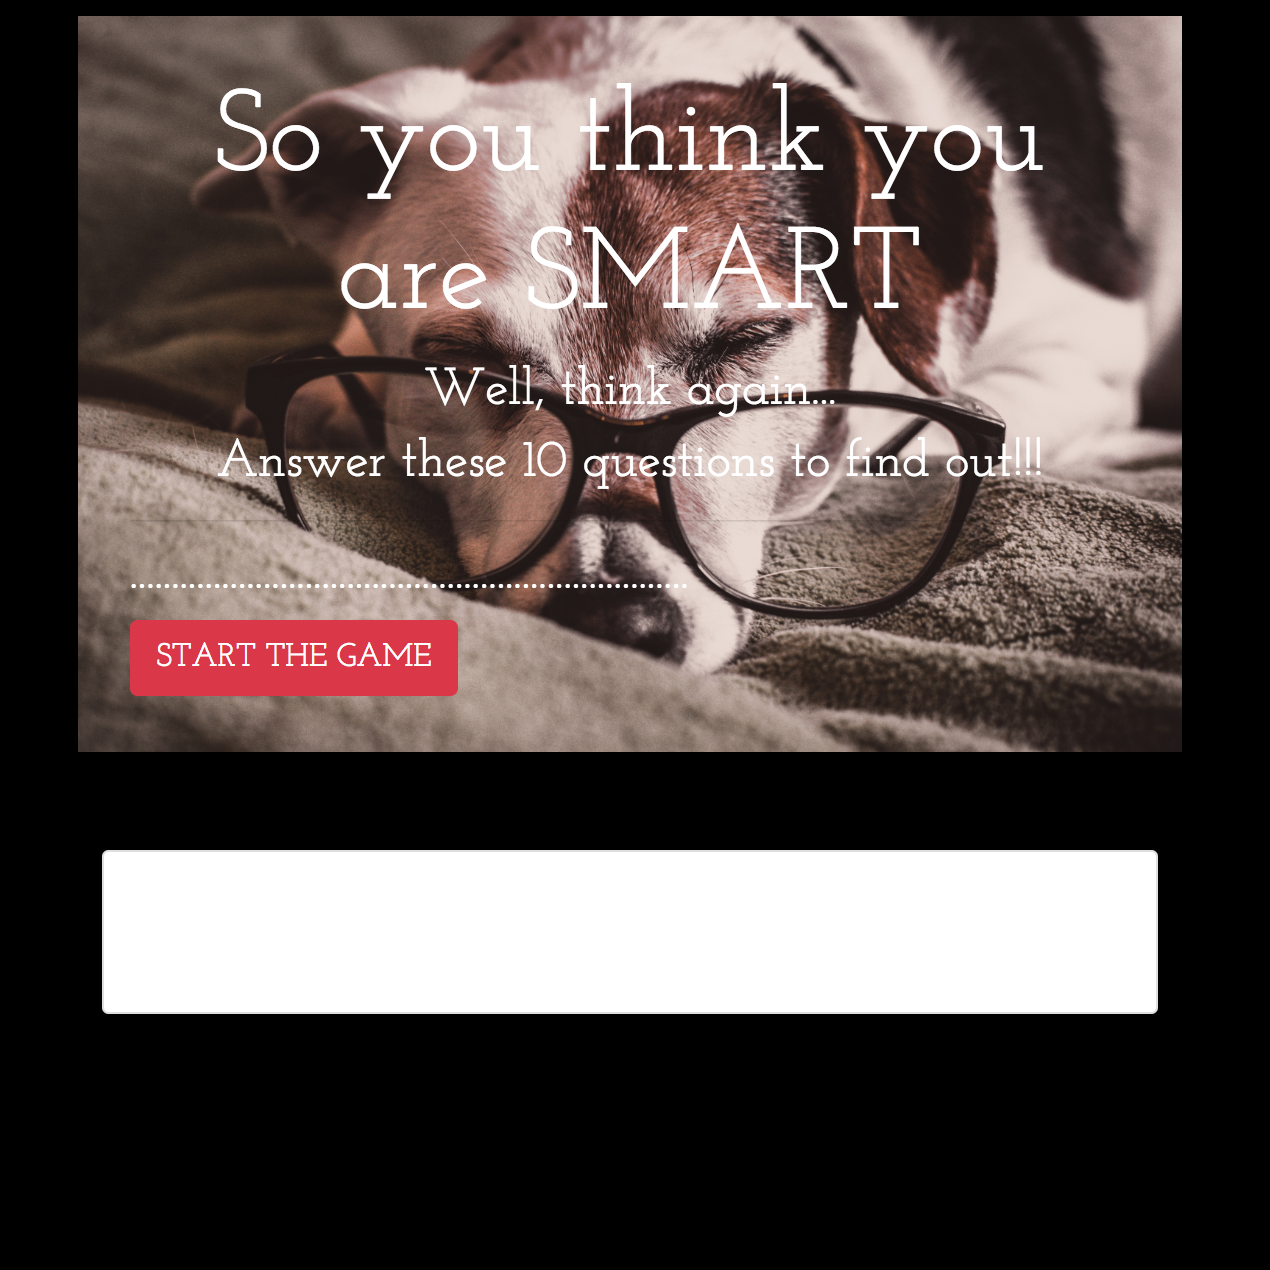 So you think you
are SMART
Well, think again...
Answer these 10 questions to find out!!!
..........................................................
START THE GAME